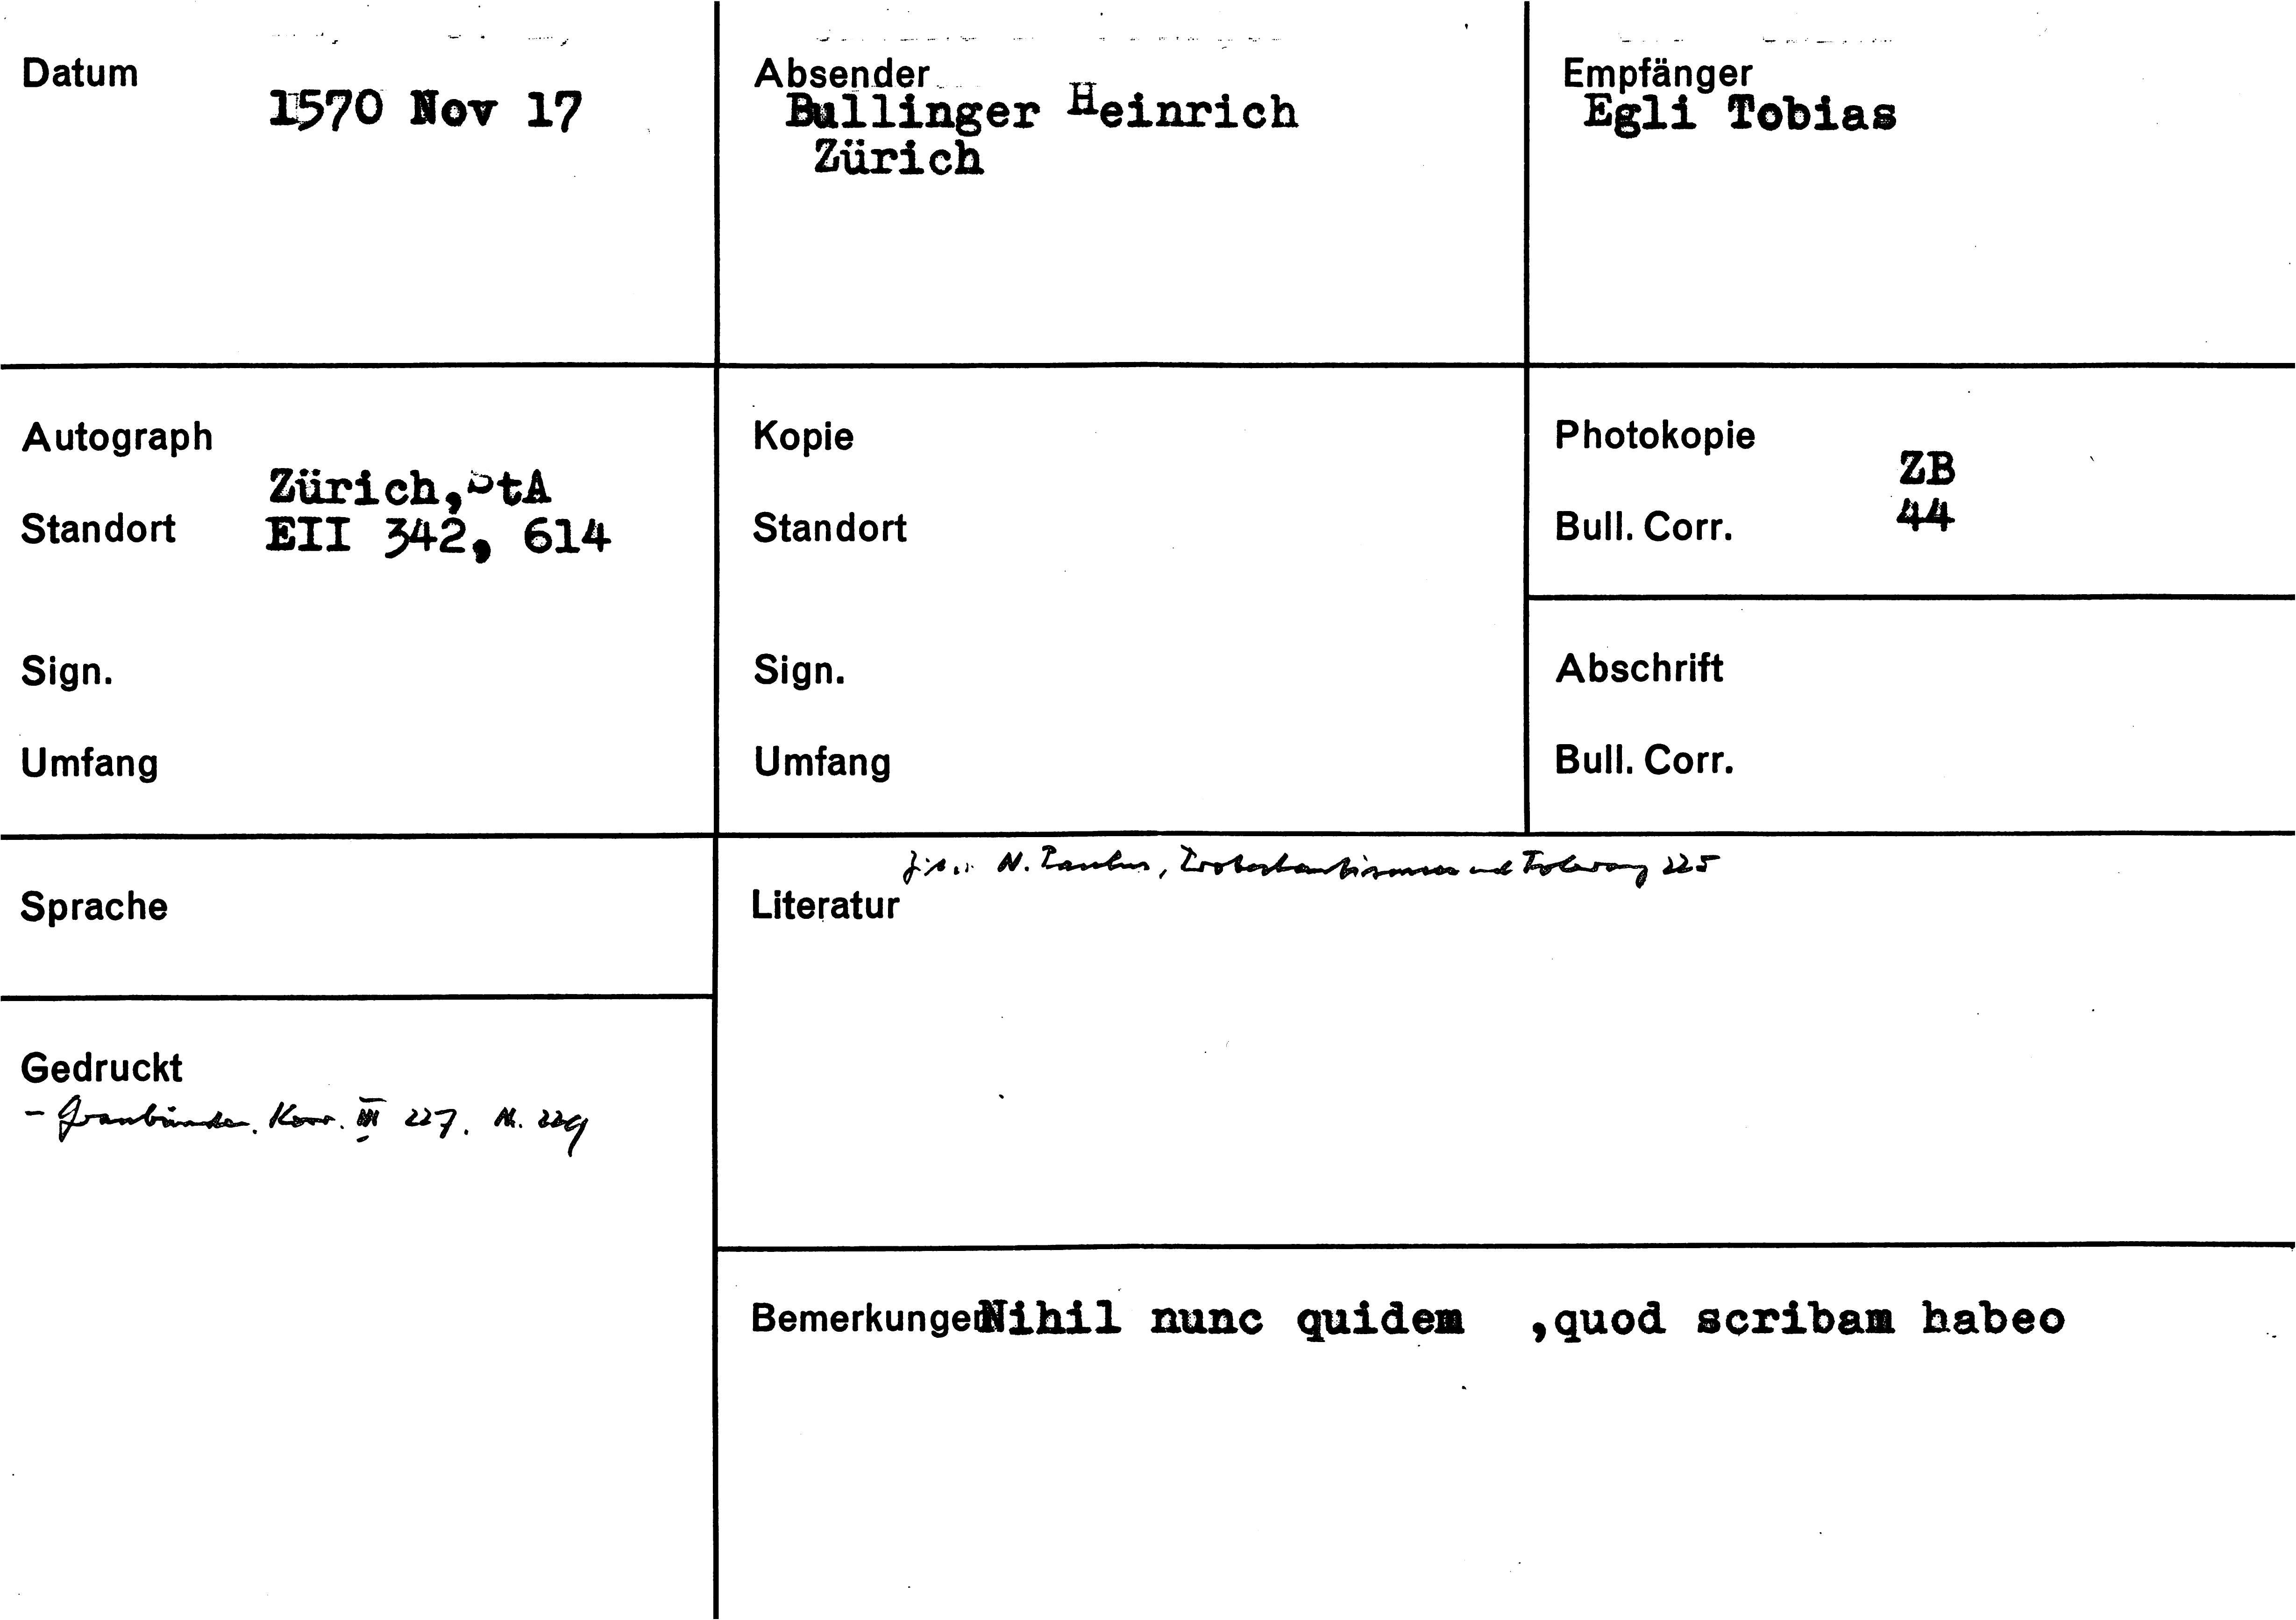 Datum
1570 Nov 17
Absender
Bullinger Heinrich
Zürich
Empfänger
Egli Tobias
Autograph
Zürich, StA
Standort
EII 342, 614
Sign.
Umfang
Kopie
Standort
Sign.
Umfang
Photokopie
ZB
Bull. Corr.
44
Abschrift
Bull. Corr.
Sprache
N. Paulus, Protestantismus und Toleranz 225
Literatur
Gedruckt
- Graubünden. Korr. III 227. N. 229
Bemerkungen Nihil nunc quidem ,quod scribam habeo